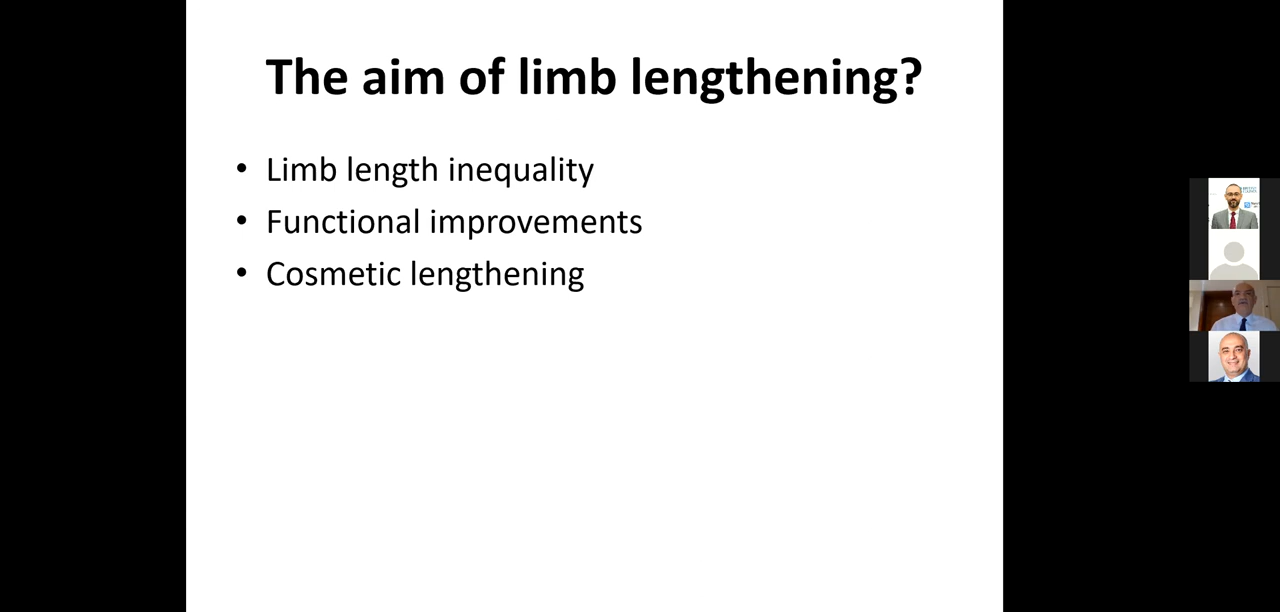 The aim of limb lengthening?
• Limb length inequality
• Functional improvements
• Cosmetic lengthening